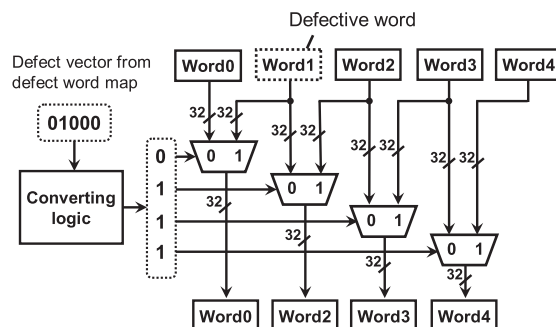 Defective word
Defect vector from
defect word map
Word0 Word1 Word2 Word3 Word4
01000
32 32 32 32 32 32 32 32
Converting
logic
0
1
1
1
0 1
0 1
0 1
0 1
32
32
32
32
Word0 Word2 Word3 Word4